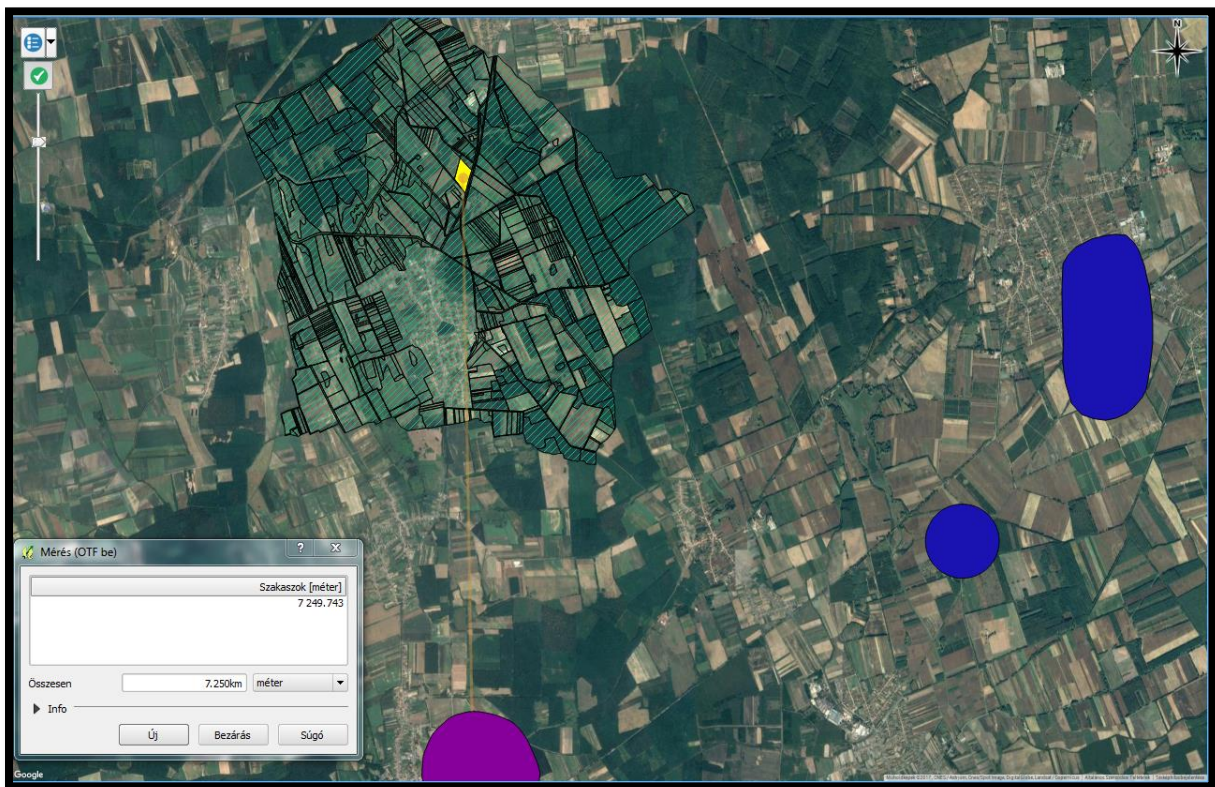 N
Mérés (OTF be)
Szakaszok [méter]
7 249.743
Összesen 7.250km méter
Info
Új Bezárás Súgó
Google